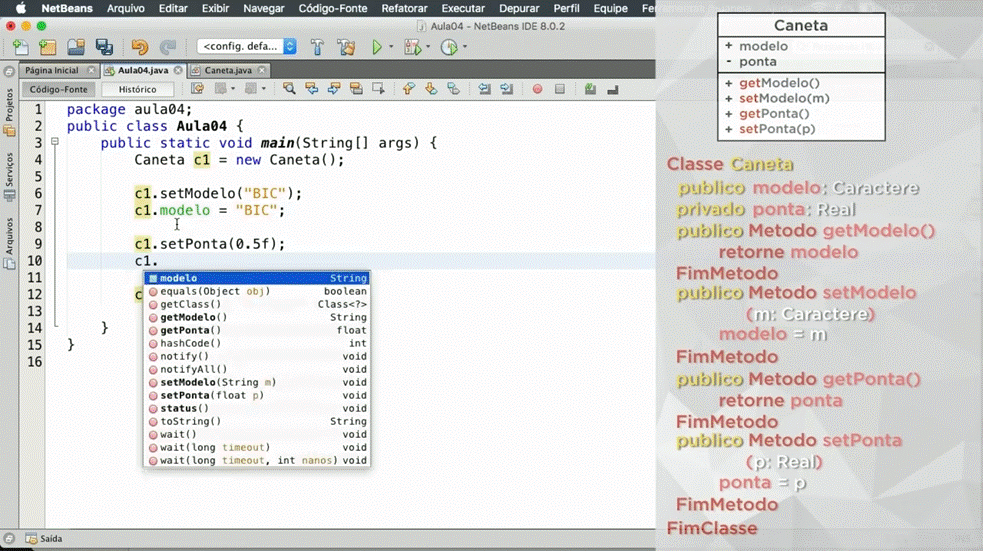 NetBeans Arquivo Editar Exibir Navegar Código-Fonte Refatorar Executar Depurar Perfil Equipe
Aula04 - NetBeans IDE 8.0.2
<config. defa...
Página Inicial Aula04.java Caneta.java
Código-Fonte Histórico
Projetos
Serviços
Arquivos
1 package aula04;
2 public class Aula04 {
3 public static void main(String[] args) {
4 Caneta c1 = new Caneta();
5
6 c1.setModelo("BIC");
7 c1.modelo = "BIC";
8
9 c1.setPonta(0.5f);
10 c1.
11
12 c
13
14 }
15 }
16
modelo String
equals(Object obj) boolean
getClass() Class<?>
getModelo() String
getPonta() float
hashCode() int
notify() void
notifyAll() void
setModelo(String m) void
setPonta(float p) void
status() void
toString() String
wait() void
wait(long timeout) void
wait(long timeout, int nanos) void
Saída
Caneta
+ modelo
- ponta
+ getModelo()
+ setModelo(m)
+ getPonta()
+ setPonta(p)
Classe Caneta
publico modelo: Caractere
privado ponta: Real
publico Metodo getModelo()
retorne modelo
FimMetodo
publico Metodo setModelo
(m: Caractere)
modelo = m
FimMetodo
publico Metodo getPonta()
retorne ponta
FimMetodo
publico Metodo setPonta
(p: Real)
ponta = p
FimMetodo
FimClasse